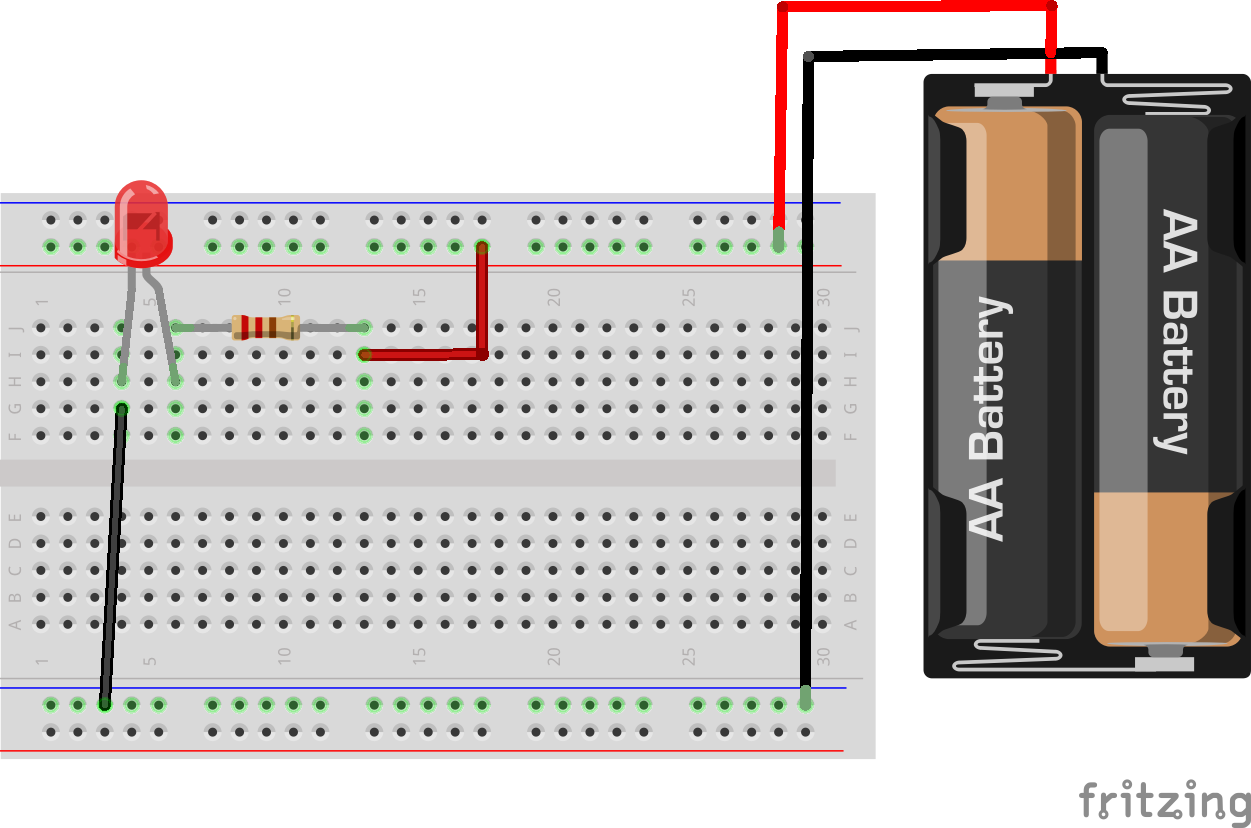 1 5 10 15 20 25 30
J J
I I
H H
G G
F F
E E
D D
C C
B B
A A
1 5 10 15 20 25 30
AA Battery
AA Battery
fritzing